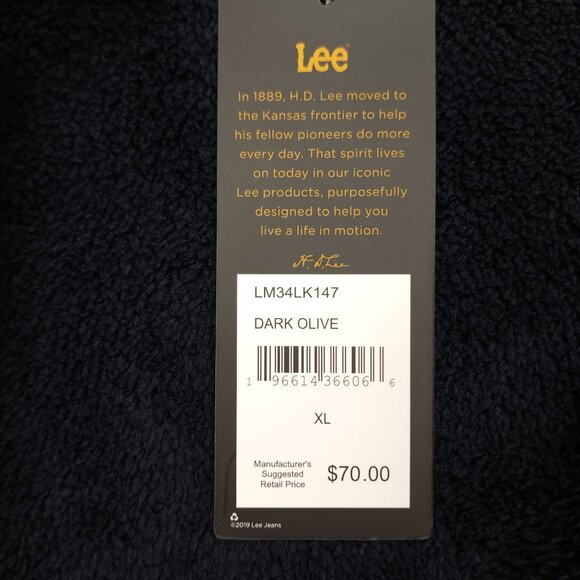 Lee
In 1889, H.D. Lee moved to
the Kansas frontier to help
his fellow pioneers do more
every day. That spirit lives
on today in our iconic
Lee products, purposefully
designed to help you
live a life in motion.
H. D. Lee
LM34LK147
DARK OLIVE
1 96614 36606 6
XL
Manufacturer's
Suggested
Retail Price
$70.00
©2019 Lee Jeans